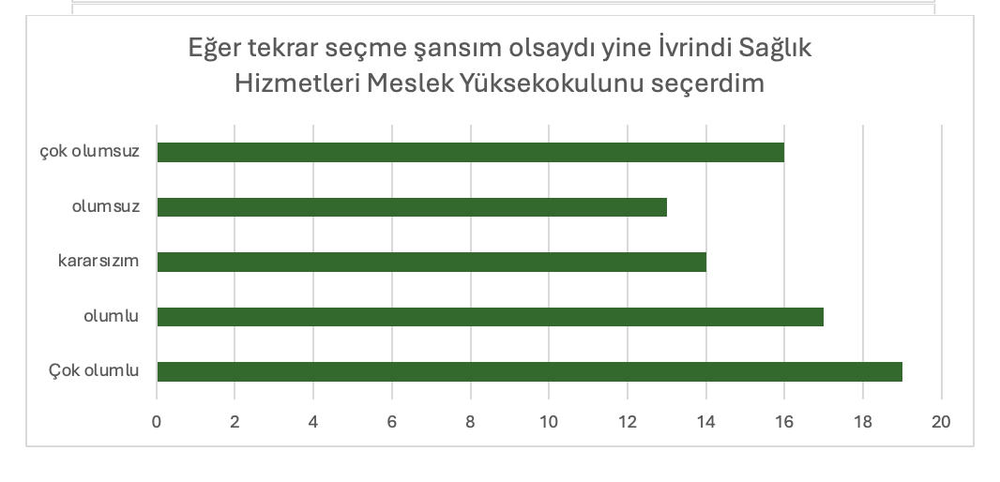 Eğer tekrar seçme şansım olsaydı yine İvrindi Sağlık
Hizmetleri Meslek Yüksekokulunu seçerdim
çok olumsuz
olumsuz
kararsızım
olumlu
Çok olumlu
0 2 4 6 8 10 12 14 16 18 20